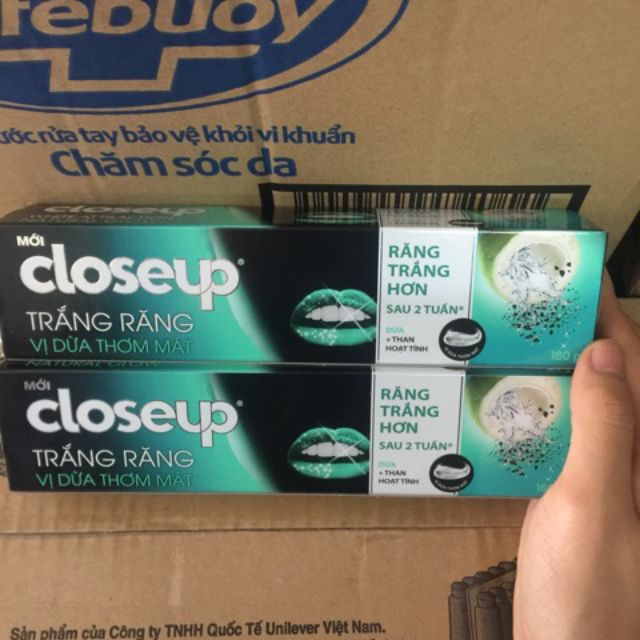 febuoy
ước rửa tay bảo vệ khỏi vi khuẩn
Chăm sóc da
MỚI
closeup
TRẮNG RĂNG
VỊ DỪA THƠM MÁT
RĂNG
TRẮNG
HƠN
SAU 2 TUẦN*
DỪA
+ THAN
HOẠT TÍNH
180 g
NATURAL GLOW
MỚI
closeup
TRẮNG RĂNG
VỊ DỪA THƠM MÁT
RĂNG
TRẮNG
HƠN
SAU 2 TUẦN*
DỪA
+ THAN
HOẠT TÍNH
Sản phẩm của Công ty TNHH Quốc Tế Unilever Việt Nam.